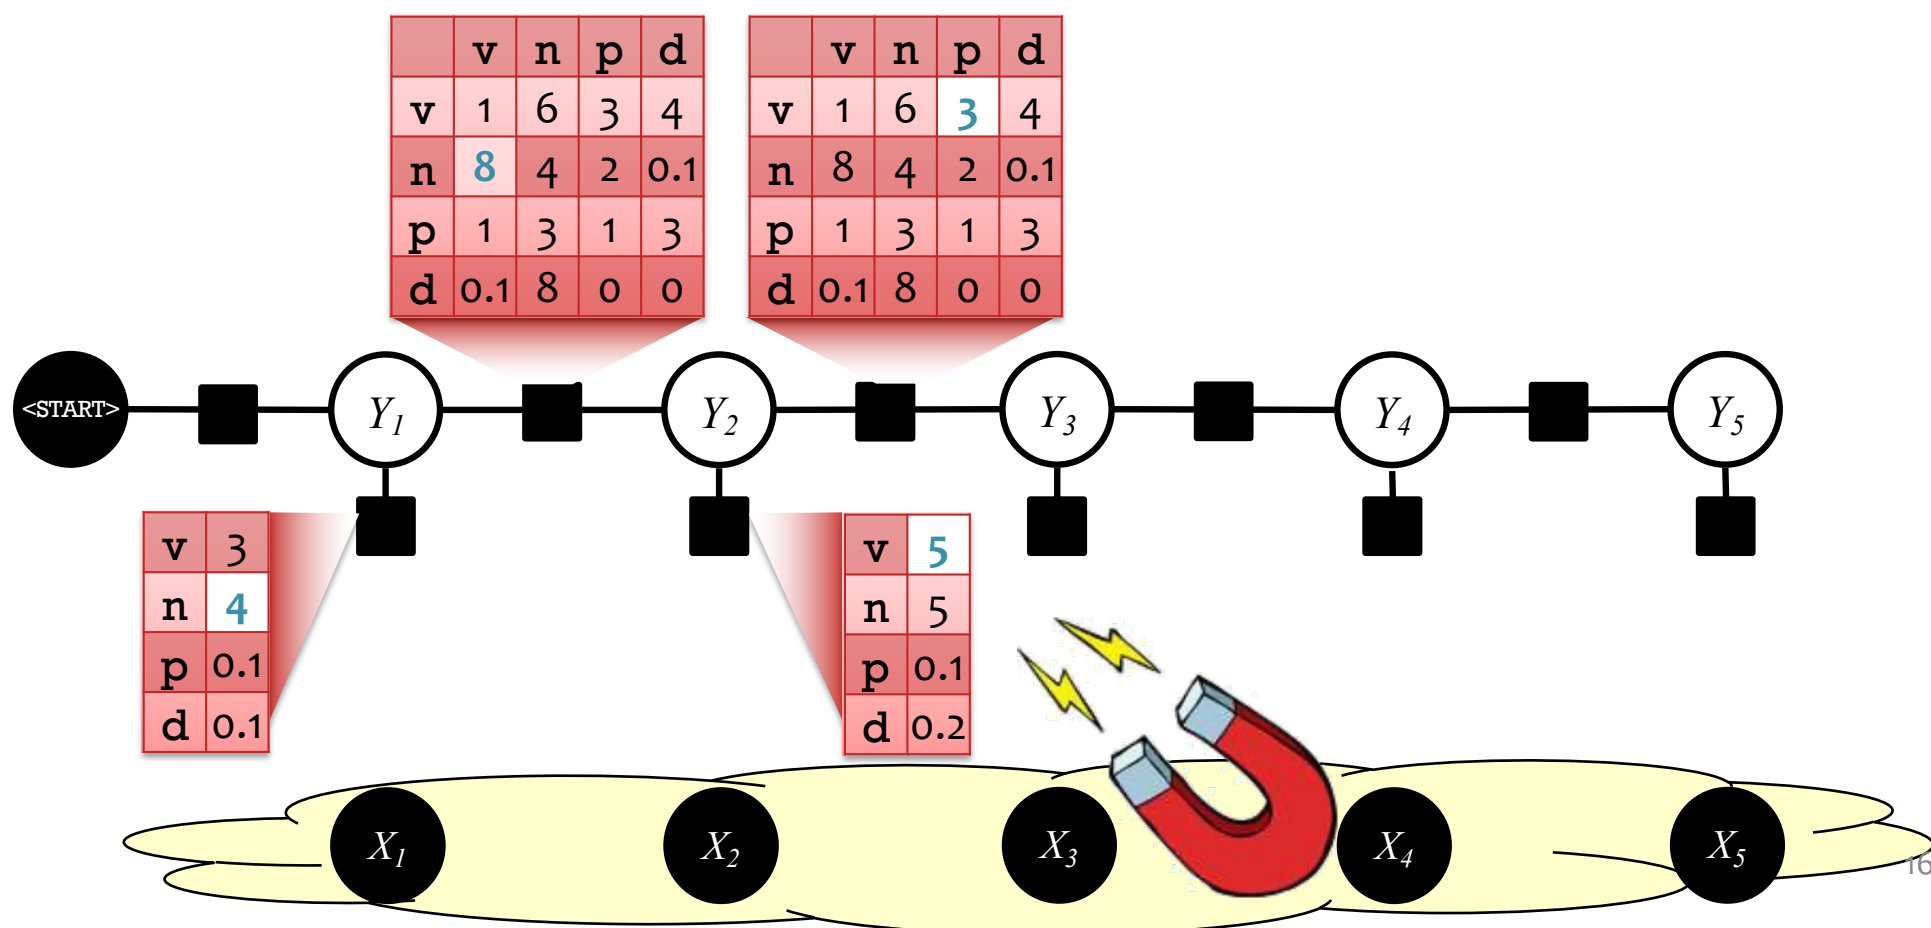 v n p d
v 1 6 3 4
n 8 4 2 0.1
p 1 3 1 3
d 0.1 8 0 0
v n p d
v 1 6 3 4
n 8 4 2 0.1
p 1 3 1 3
d 0.1 8 0 0
<START> Y1 Y2 Y3 Y4 Y5
v 3
n 4
p 0.1
d 0.1
v 5
n 5
p 0.1
d 0.2
X1 X2 X3 X4 X5
16